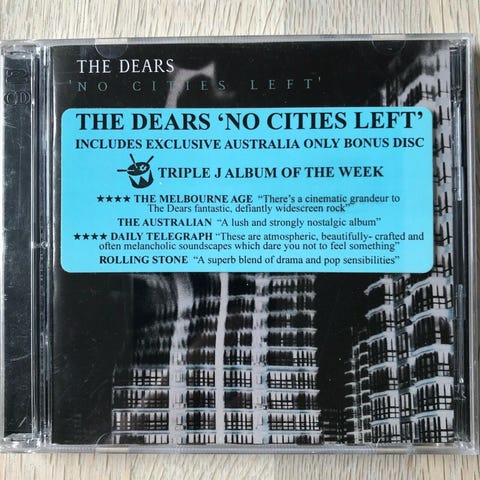 THE DEARS
'NO CITIES LEFT'
THE DEARS ‘NO CITIES LEFT’
INCLUDES EXCLUSIVE AUSTRALIA ONLY BONUS DISC
TRIPLE J ALBUM OF THE WEEK
★★★★ THE MELBOURNE AGE “There’s a cinematic grandeur to
The Dears fantastic, defiantly widescreen rock”
THE AUSTRALIAN “A lush and strongly nostalgic album”
★★★★ DAILY TELEGRAPH “These are atmospheric, beautifully- crafted and
often melancholic soundscapes which dare you not to feel something”
ROLLING STONE “A superb blend of drama and pop sensibilities”
2
CD